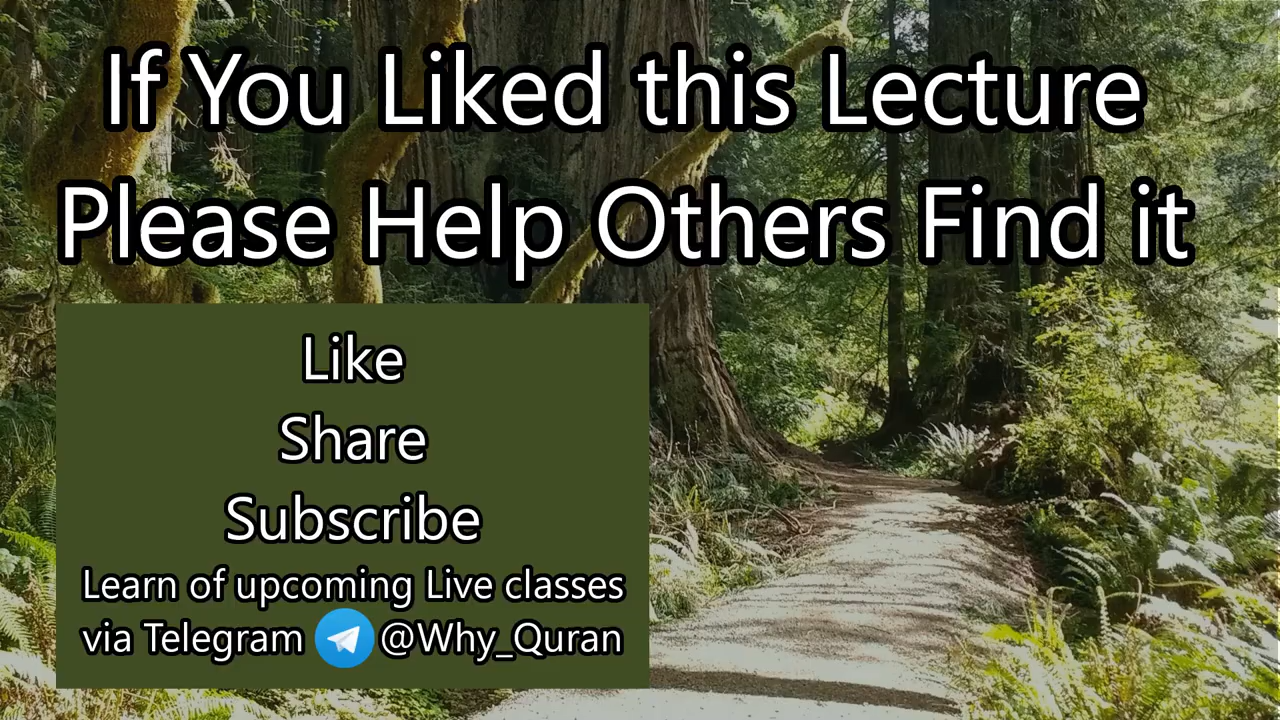 If You Liked this Lecture
Please Help Others Find it
Like
Share
Subscribe
Learn of upcoming Live classes
via Telegram @Why_Quran